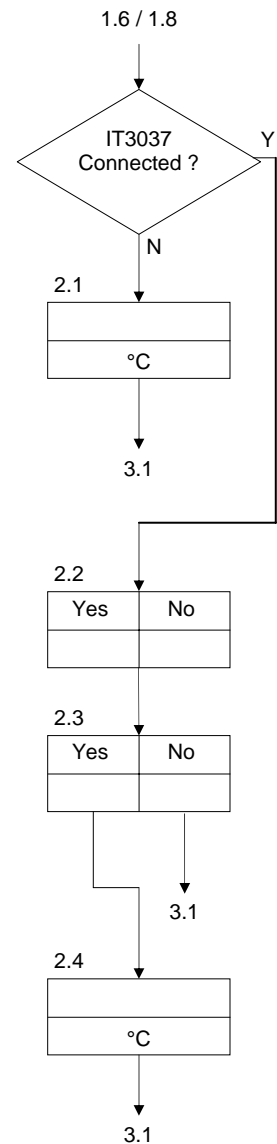 1.6 / 1.8
IT3037
Connected ?
Y
N
2.1
°C
3.1
2.2
Yes No
2.3
Yes No
3.1
2.4
°C
3.1